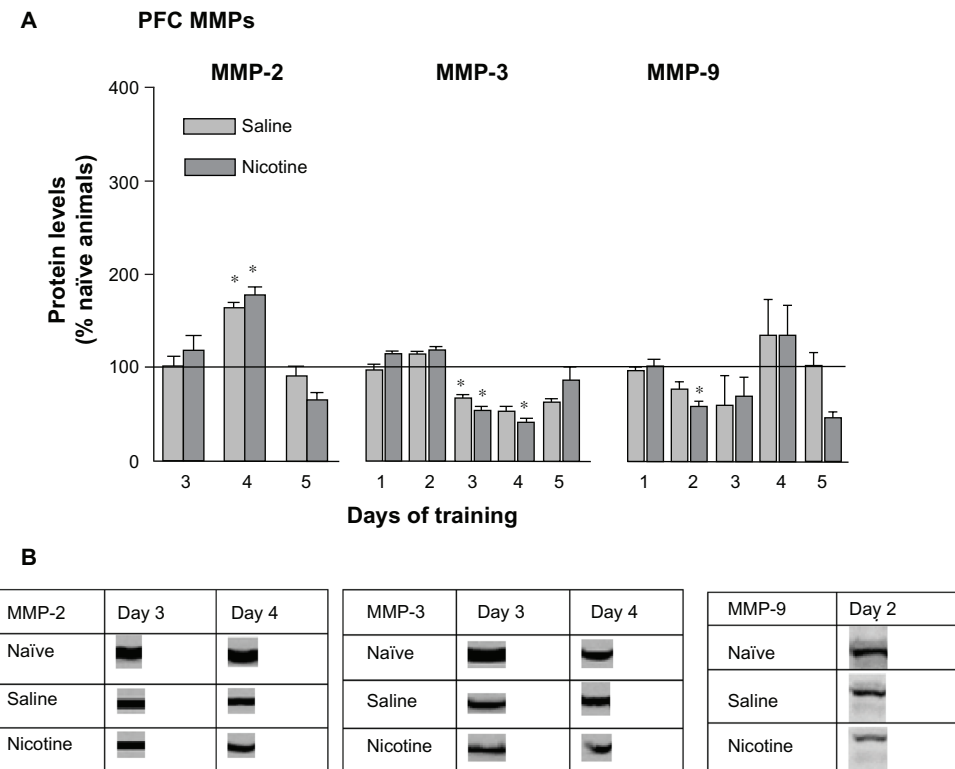 A PFC MMPs
MMP-2 MMP-3 MMP-9
400
300
200
100
0
Protein levels
(% naïve animals)
Saline
Nicotine
* *
* * *
*
3 4 5 1 2 3 4 5 1 2 3 4 5
Days of training
B
MMP-2 Day 3 Day 4
Naïve
Saline
Nicotine
MMP-3 Day 3 Day 4
Naïve
Saline
Nicotine
MMP-9 Day 2
Naïve
Saline
Nicotine